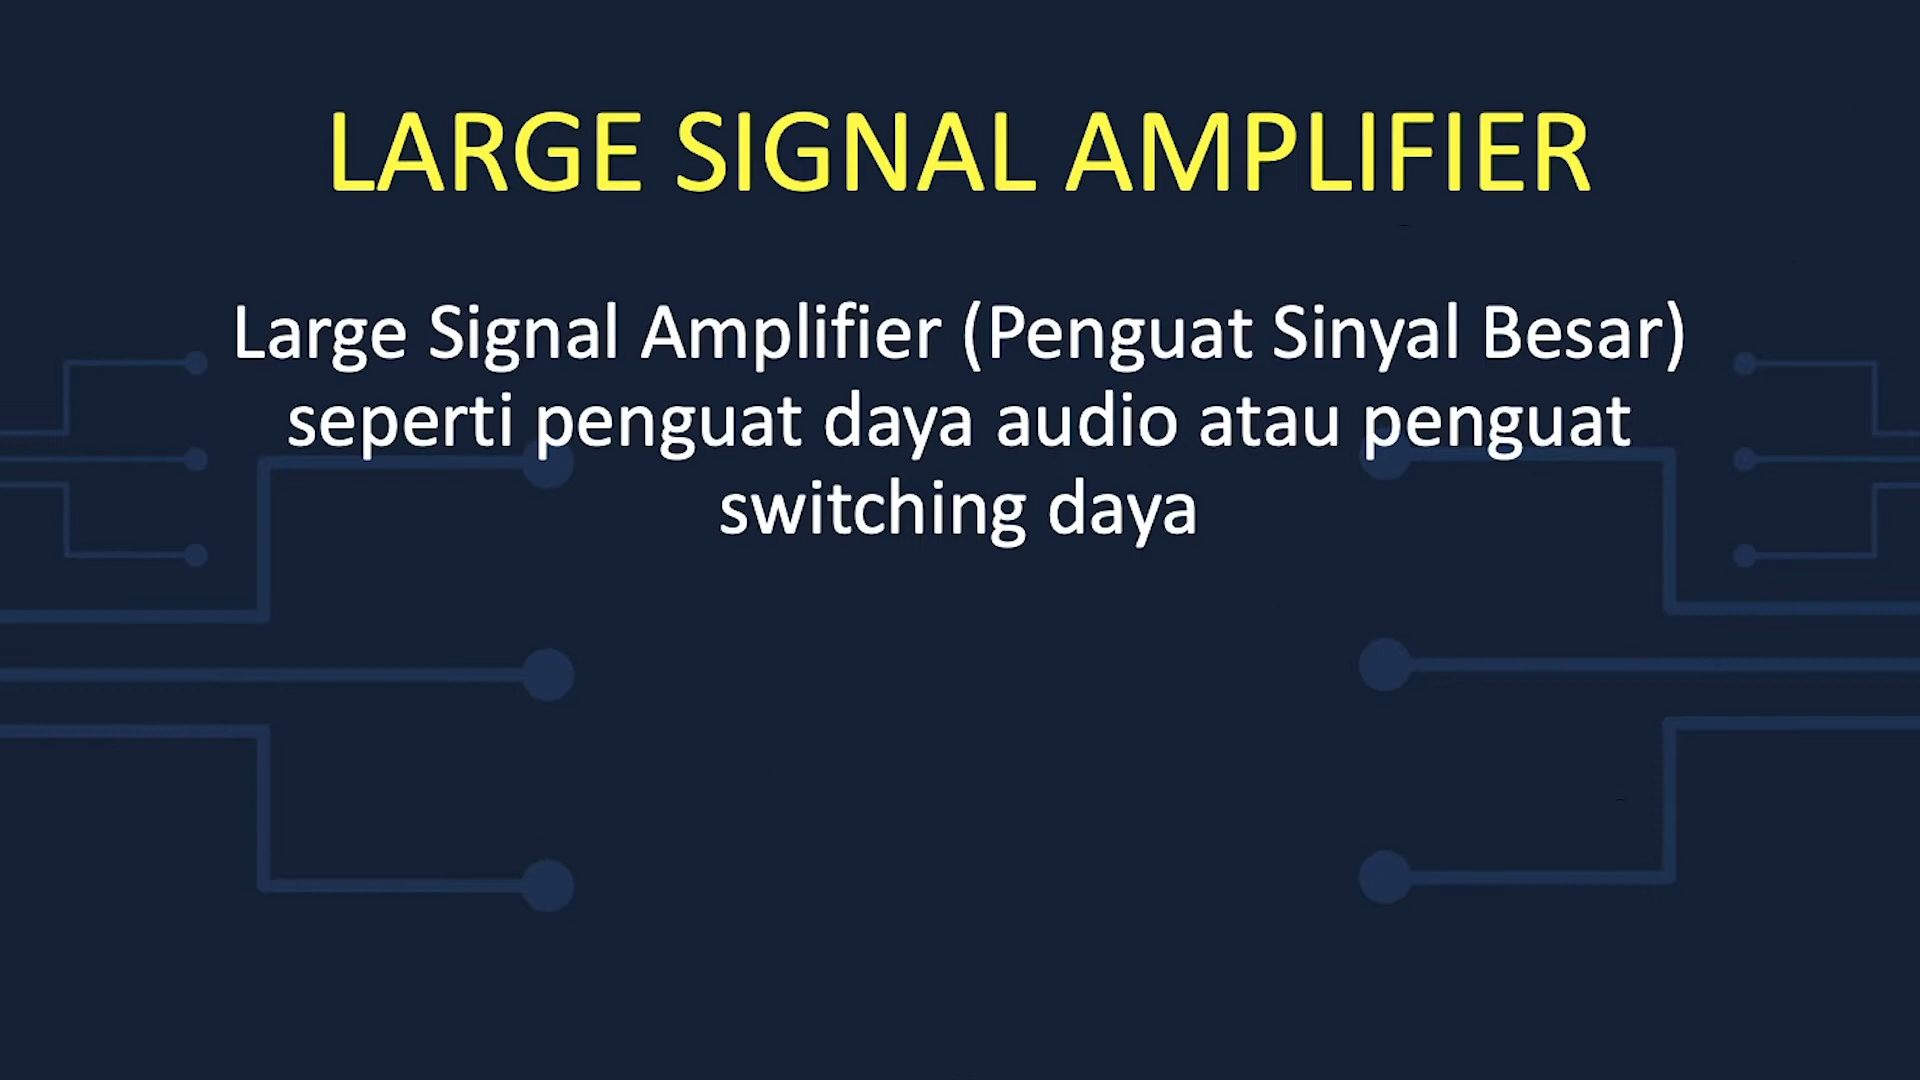 LARGE SIGNAL AMPLIFIER
Large Signal Amplifier (Penguat Sinyal Besar)
seperti penguat daya audio atau penguat
switching daya